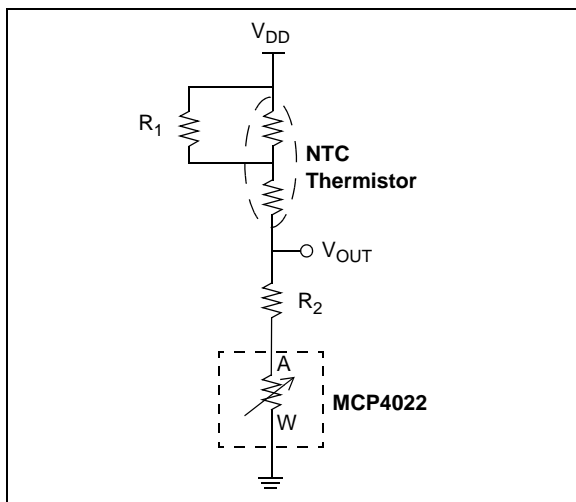 V_DD
R_1
NTC
Thermistor
V_OUT
R_2
A
MCP4022
W